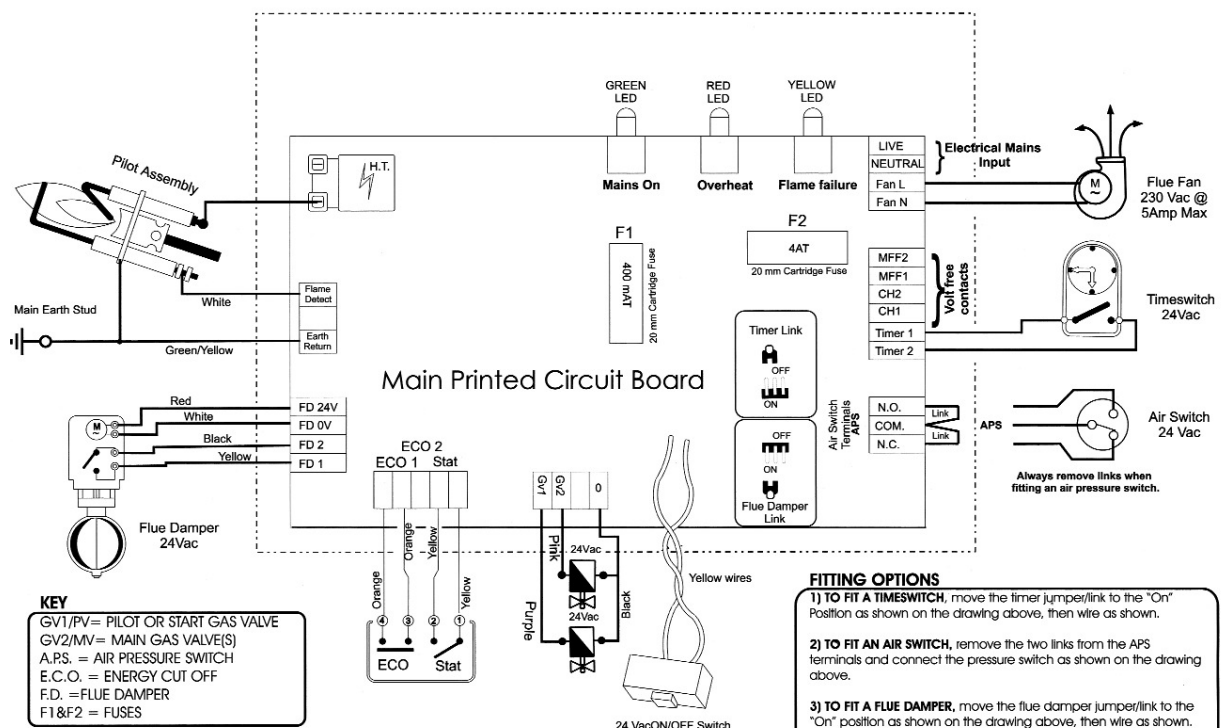 GREEN
LED
RED
LED
YELLOW
LED
Mains On
Overheat
Flame failure
H.T.
Pilot Assembly
LIVE
NEUTRAL
Fan L
Fan N
Electrical Mains
Input
M
~
Flue Fan
230 Vac @
5Amp Max
F1
400 mAT
20 mm Cartridge Fuse
F2
4AT
20 mm Cartridge Fuse
MFF2
MFF1
CH2
CH1
Timer 1
Timer 2
Volt free
contacts
Timeswitch
24Vac
White
Flame
Detect
Main Earth Stud
Earth
Return
Green/Yellow
Main Printed Circuit Board
Timer Link
OFF
ON
OFF
ON
Flue Damper
Link
Air Switch
Terminals
APS
N.O.
COM.
N.C.
Link
Link
APS
Air Switch
24 Vac
Always remove links when
fitting an air pressure switch.
Red
White
Black
Yellow
FD 24V
FD 0V
FD 2
FD 1
M
~
Flue Damper
24Vac
ECO 2
ECO 1 Stat
Orange
Orange
Yellow
Yellow
4 3 2 1
ECO Stat
Gv1
Gv2
0
Pink
Purple
Black
24Vac
24Vac
Yellow wires
24 VacON/OFF Switch
KEY
GV1/PV= PILOT OR START GAS VALVE
GV2/MV= MAIN GAS VALVE(S)
A.P.S. = AIR PRESSURE SWITCH
E.C.O. = ENERGY CUT OFF
F.D. =FLUE DAMPER
F1&F2 = FUSES
FITTING OPTIONS
1) TO FIT A TIMESWITCH, move the timer jumper/link to the "On"
Position as shown on the drawing above, then wire as shown.
2) TO FIT AN AIR SWITCH, remove the two links from the APS
terminals and connect the pressure switch as shown on the drawing
above.
3) TO FIT A FLUE DAMPER, move the flue damper jumper/link to the
"On" position as shown on the drawing above, then wire as shown.